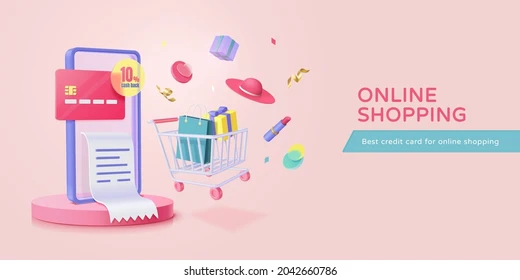 10%
cash back
ONLINE
SHOPPING
Best credit card for online shopping
shutterstock.com · 2042660786